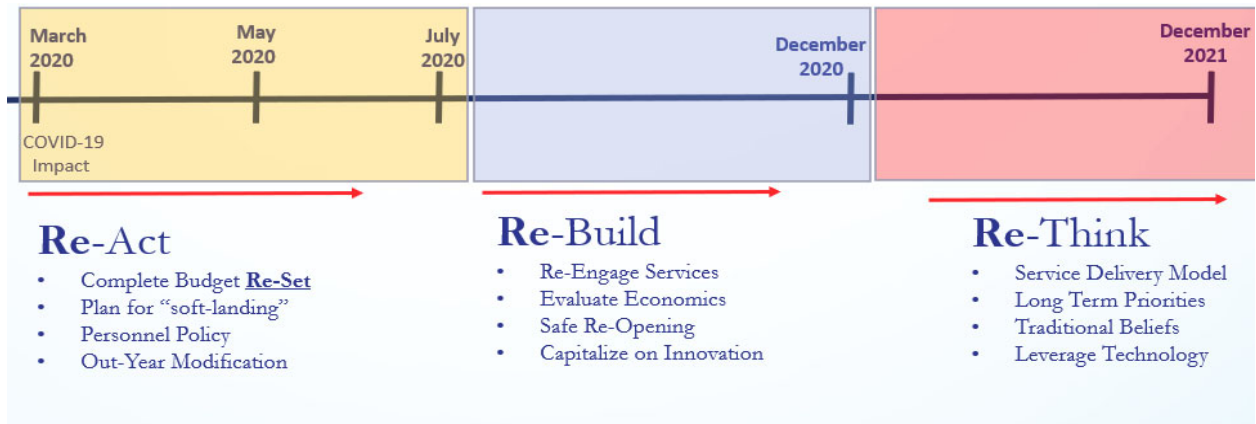 March
2020
May
2020
July
2020
December
2020
December
2021
COVID-19
Impact
Re-Act
• Complete Budget Re-Set
• Plan for “soft-landing”
• Personnel Policy
• Out-Year Modification
Re-Build
• Re-Engage Services
• Evaluate Economics
• Safe Re-Opening
• Capitalize on Innovation
Re-Think
• Service Delivery Model
• Long Term Priorities
• Traditional Beliefs
• Leverage Technology